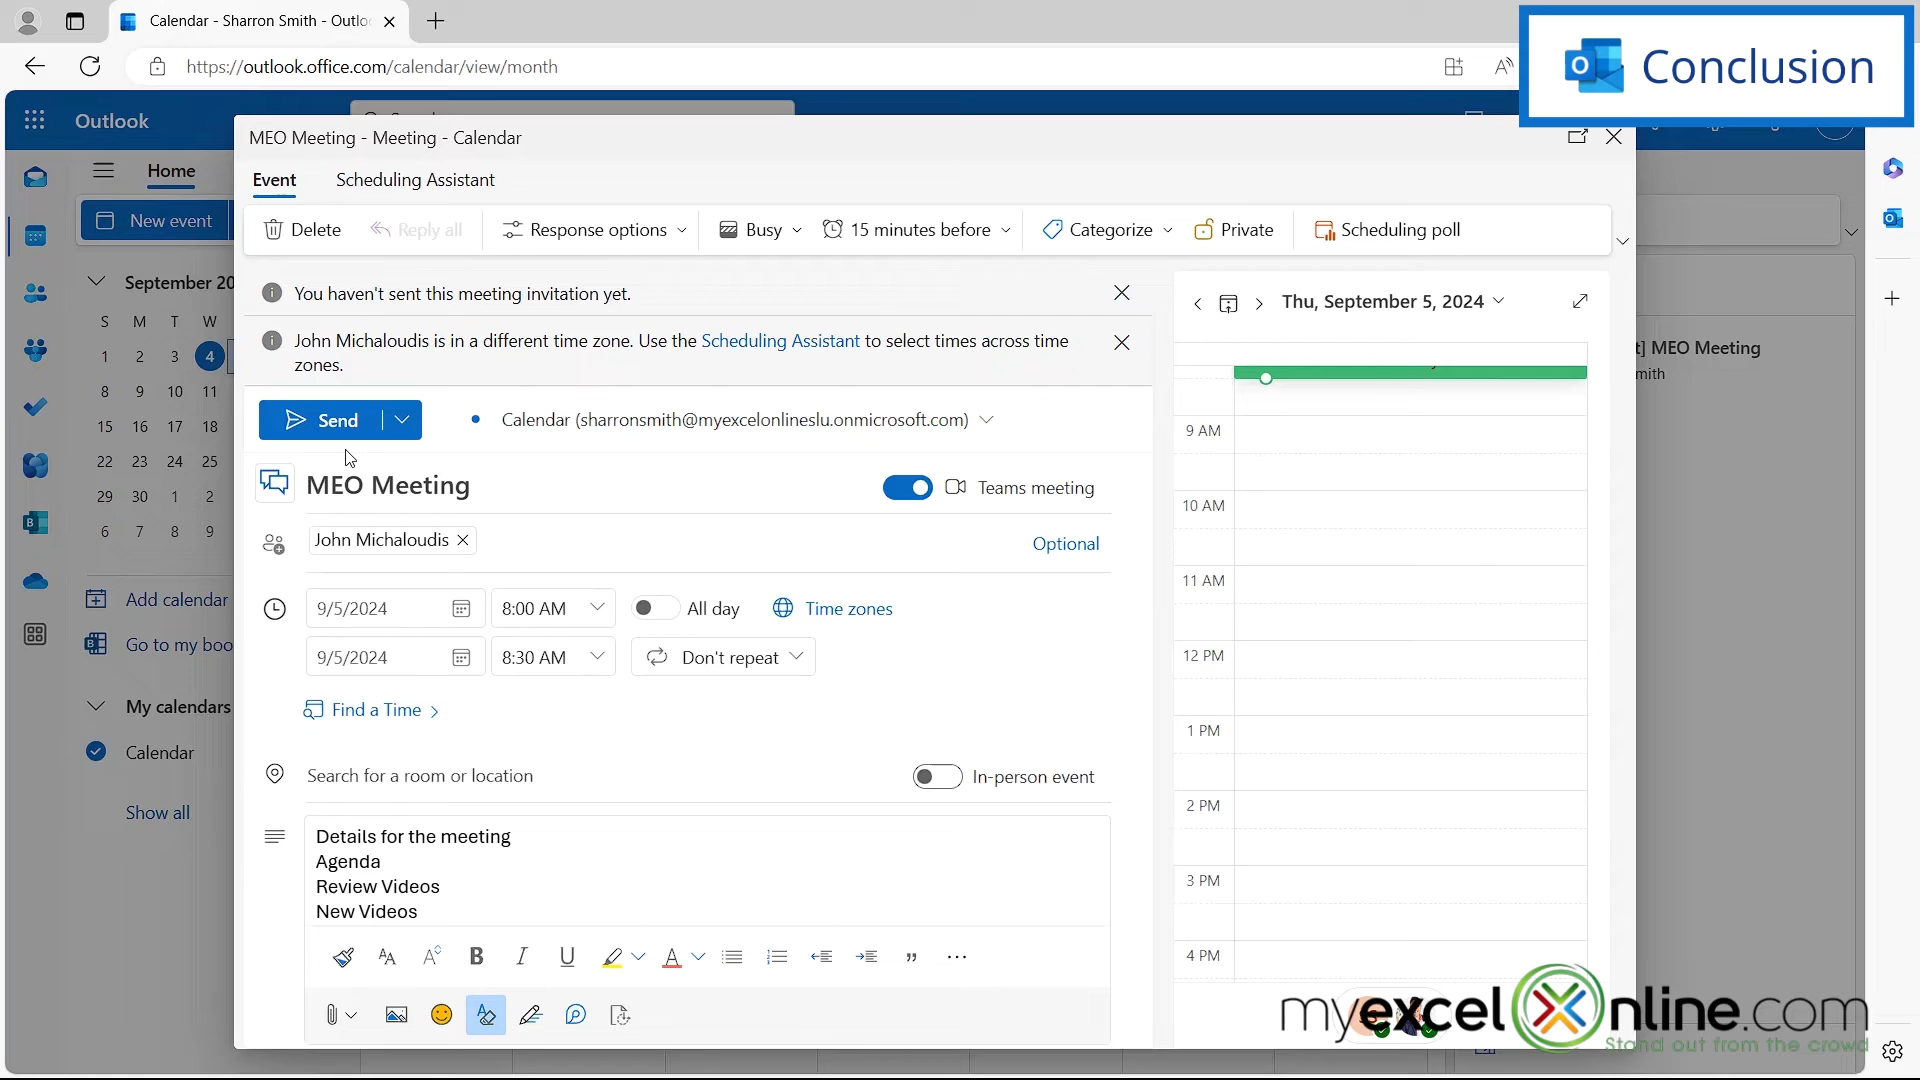 Calendar - Sharron Smith - Outlo
https://outlook.office.com/calendar/view/month
Conclusion
Outlook
MEO Meeting - Meeting - Calendar
Home
Event
Scheduling Assistant
New event
Delete
Reply all
Response options
Busy
15 minutes before
Categorize
Private
Scheduling poll
September 20
S M T W
1 2 3 4
8 9 10 11
15 16 17 18
22 23 24 25
29 30 1 2
6 7 8 9
You haven't sent this meeting invitation yet.
John Michaloudis is in a different time zone. Use the Scheduling Assistant to select times across time
zones.
Thu, September 5, 2024
] MEO Meeting
mith
Send
Calendar (sharronsmith@myexcelonlineslu.onmicrosoft.com)
MEO Meeting
Teams meeting
John Michaloudis
Optional
9/5/2024
8:00 AM
All day
Time zones
9/5/2024
8:30 AM
Don't repeat
Find a Time
Search for a room or location
In-person event
Details for the meeting
Agenda
Review Videos
New Videos
9 AM
10 AM
11 AM
12 PM
1 PM
2 PM
3 PM
4 PM
Add calendar
Go to my boo
My calendars
Calendar
Show all
myexcelonline.com
Stand out from the crowd